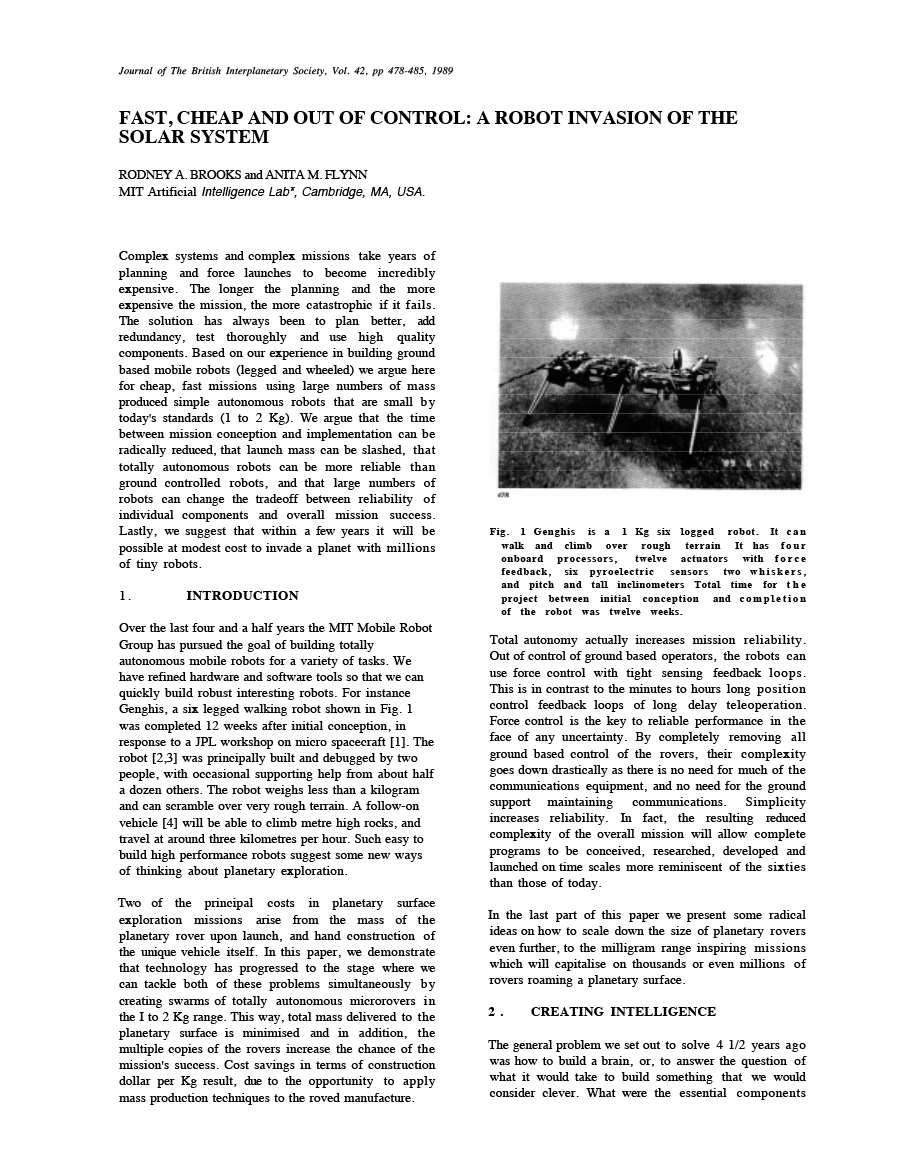 Journal of The British Interplanetary Society, Vol. 42, pp 478-485, 1989
FAST, CHEAP AND OUT OF CONTROL: A ROBOT INVASION OF THE
SOLAR SYSTEM
RODNEY A. BROOKS and ANITA M. FLYNN
MIT Artificial Intelligence Lab*, Cambridge, MA, USA.
Complex systems and complex missions take years of
planning and force launches to become incredibly
expensive. The longer the planning and the more
expensive the mission, the more catastrophic if it fails.
The solution has always been to plan better, add
redundancy, test thoroughly and use high quality
components. Based on our experience in building ground
based mobile robots (legged and wheeled) we argue here
for cheap, fast missions using large numbers of mass
produced simple autonomous robots that are small by
today's standards (1 to 2 Kg). We argue that the time
between mission conception and implementation can be
radically reduced, that launch mass can be slashed, that
totally autonomous robots can be more reliable than
ground controlled robots, and that large numbers of
robots can change the tradeoff between reliability of
individual components and overall mission success.
Lastly, we suggest that within a few years it will be
possible at modest cost to invade a planet with millions
of tiny robots.
1. INTRODUCTION
Over the last four and a half years the MIT Mobile Robot
Group has pursued the goal of building totally
autonomous mobile robots for a variety of tasks. We
have refined hardware and software tools so that we can
quickly build robust interesting robots. For instance
Genghis, a six legged walking robot shown in Fig. 1
was completed 12 weeks after initial conception, in
response to a JPL workshop on micro spacecraft [1]. The
robot [2,3] was principally built and debugged by two
people, with occasional supporting help from about half
a dozen others. The robot weighs less than a kilogram
and can scramble over very rough terrain. A follow-on
vehicle [4] will be able to climb metre high rocks, and
travel at around three kilometres per hour. Such easy to
build high performance robots suggest some new ways
of thinking about planetary exploration.
Two of the principal costs in planetary surface
exploration missions arise from the mass of the
planetary rover upon launch, and hand construction of
the unique vehicle itself. In this paper, we demonstrate
that technology has progressed to the stage where we
can tackle both of these problems simultaneously by
creating swarms of totally autonomous microrovers in
the I to 2 Kg range. This way, total mass delivered to the
planetary surface is minimised and in addition, the
multiple copies of the rovers increase the chance of the
mission's success. Cost savings in terms of construction
dollar per Kg result, due to the opportunity to apply
mass production techniques to the roved manufacture.
Fig. 1 Genghis is a 1 Kg six logged robot. It can
walk and climb over rough terrain It has four
onboard processors, twelve actuators with force
feedback, six pyroelectric sensors two whiskers,
and pitch and tall inclinometers Total time for the
project between initial conception and completion
of the robot was twelve weeks.
Total autonomy actually increases mission reliability.
Out of control of ground based operators, the robots can
use force control with tight sensing feedback loops.
This is in contrast to the minutes to hours long position
control feedback loops of long delay teleoperation.
Force control is the key to reliable performance in the
face of any uncertainty. By completely removing all
ground based control of the rovers, their complexity
goes down drastically as there is no need for much of the
communications equipment, and no need for the ground
support maintaining communications. Simplicity
increases reliability. In fact, the resulting reduced
complexity of the overall mission will allow complete
programs to be conceived, researched, developed and
launched on time scales more reminiscent of the sixties
than those of today.
In the last part of this paper we present some radical
ideas on how to scale down the size of planetary rovers
even further, to the milligram range inspiring missions
which will capitalise on thousands or even millions of
rovers roaming a planetary surface.
2. CREATING INTELLIGENCE
The general problem we set out to solve 4 1/2 years ago
was how to build a brain, or, to answer the question of
what it would take to build something that we would
consider clever. What were the essential components